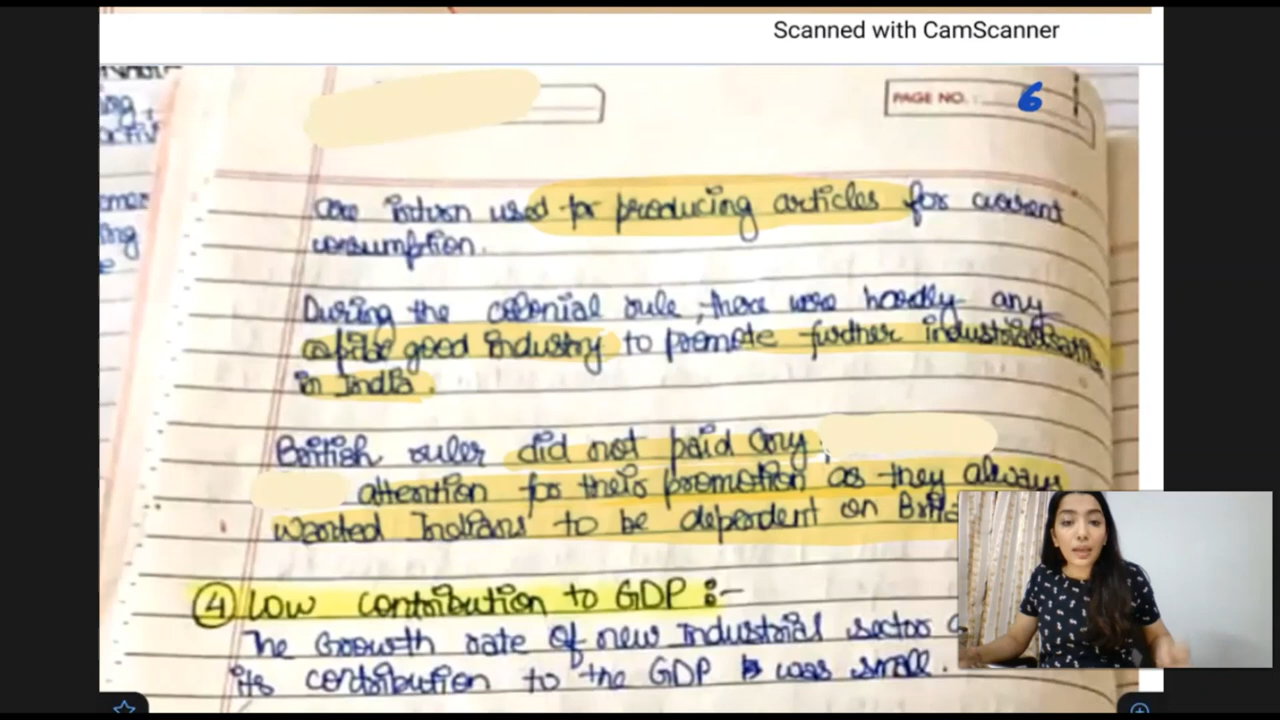 Scanned with CamScanner
PAGE NO. 6
are inturn used for producing articles for current
consumption.
During the colonial rule, there were hardly any
capital good industry to promote further industrialisation
in India.
British ruler did not paid any
attention for their promotion as they always
wanted Indians to be dependent on
④ Low contribution to GDP :-
The Growth rate of new Industrial sector
its contribution to the GDP was small.